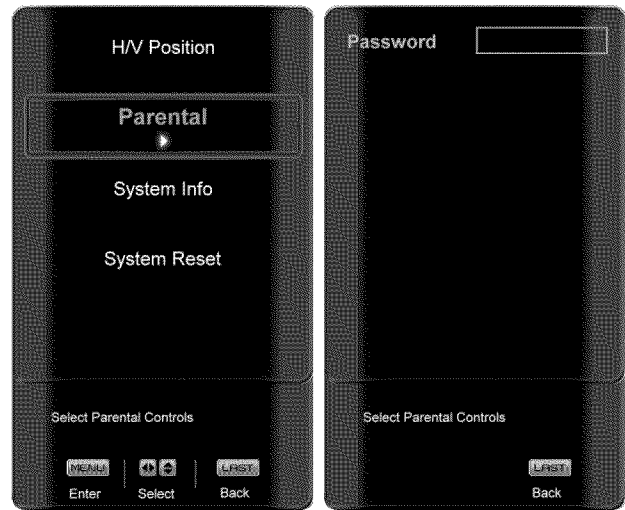 H/V Position
Parental
System Info
System Reset
Select Parental Controls
MENU
LAST
Enter
Select
Back
Password
Select Parental Controls
LAST
Back